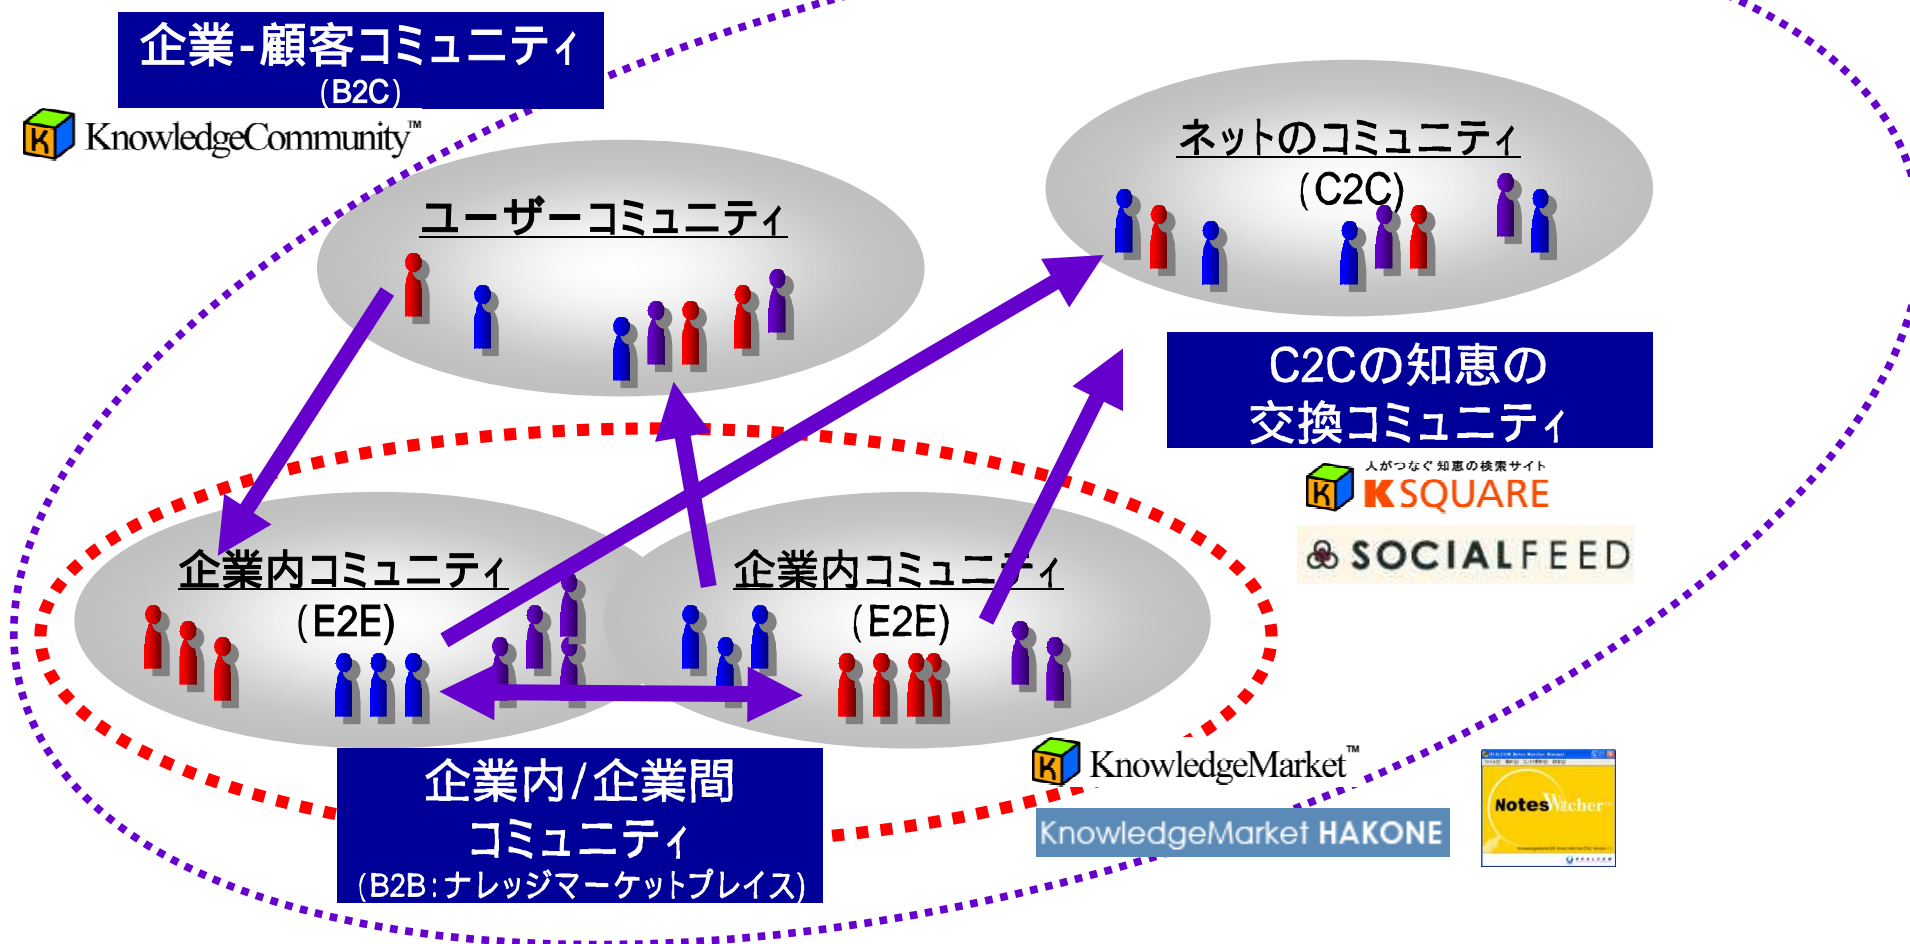 企業-顧客コミュニティ
(B2C)
KnowledgeCommunity™
ユーザーコミュニティ
ネットのコミュニティ
(C2C)
C2Cの知恵の
交換コミュニティ
人がつなぐ知恵の検索サイト
KSQUARE
SOCIALFEED
企業内コミュニティ
(E2E)
企業内コミュニティ
(E2E)
企業内/企業間
コミュニティ
(B2B:ナレッジマーケットプレイス)
KnowledgeMarket™
KnowledgeMarket HAKONE
NotesWacher